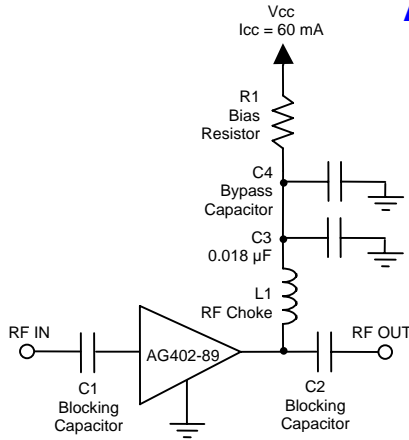 Vcc
Icc = 60 mA
R1
Bias
Resistor
C4
Bypass
Capacitor
C3
0.018 µF
L1
RF Choke
RF IN
AG402-89
RF OUT
C1
Blocking
Capacitor
C2
Blocking
Capacitor